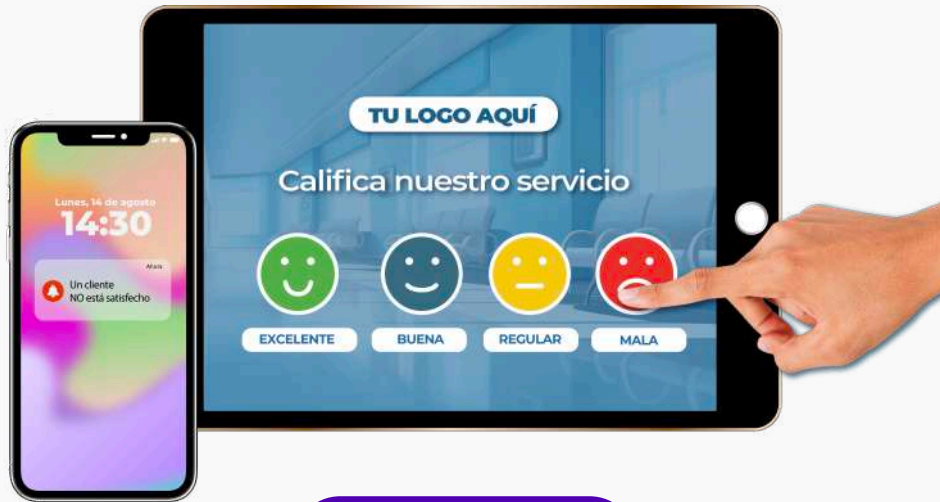 TU LOGO AQUÍ
Califica nuestro servicio
EXCELENTE
BUENA
REGULAR
MALA
Lunes, 14 de agosto
14:30
Ahora
Un cliente
NO está satisfecho